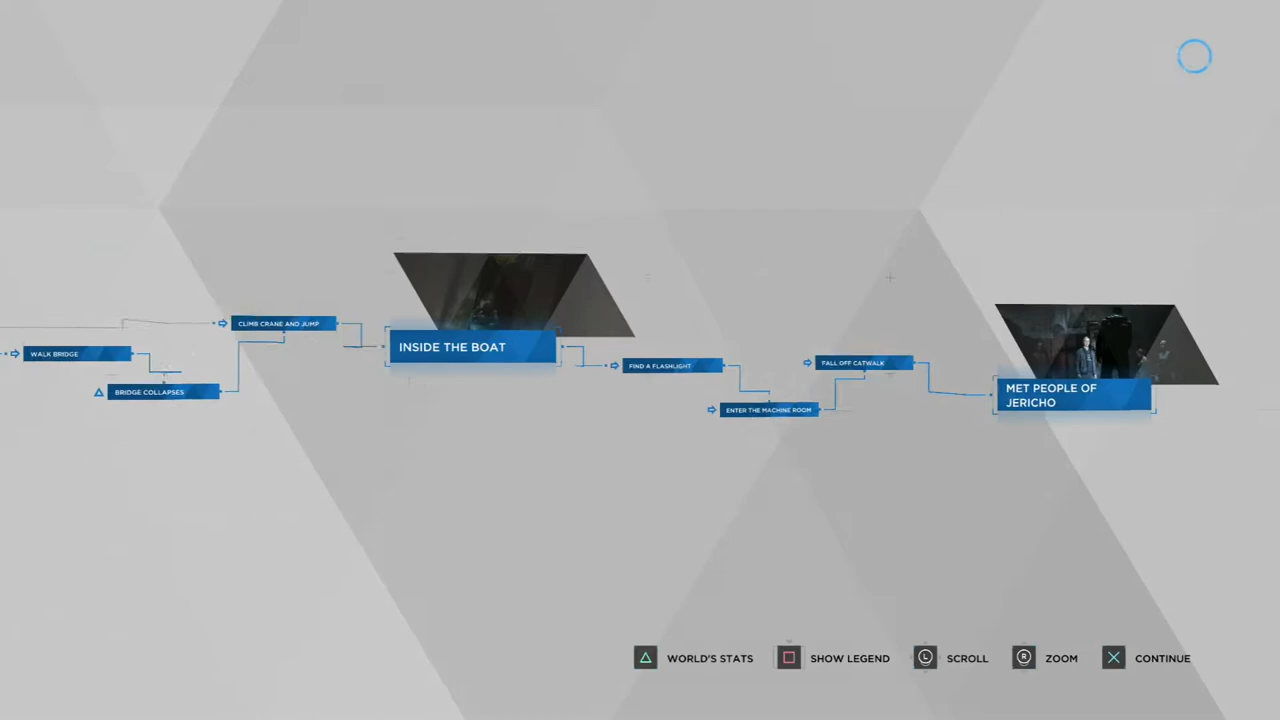 CLIMB CRANE AND JUMP
WALK BRIDGE
BRIDGE COLLAPSES
INSIDE THE BOAT
FIND A FLASHLIGHT
FALL OFF CATWALK
ENTER THE MACHINE ROOM
MET PEOPLE OF
JERICHO
WORLD'S STATS
SHOW LEGEND
L
SCROLL
R
ZOOM
CONTINUE